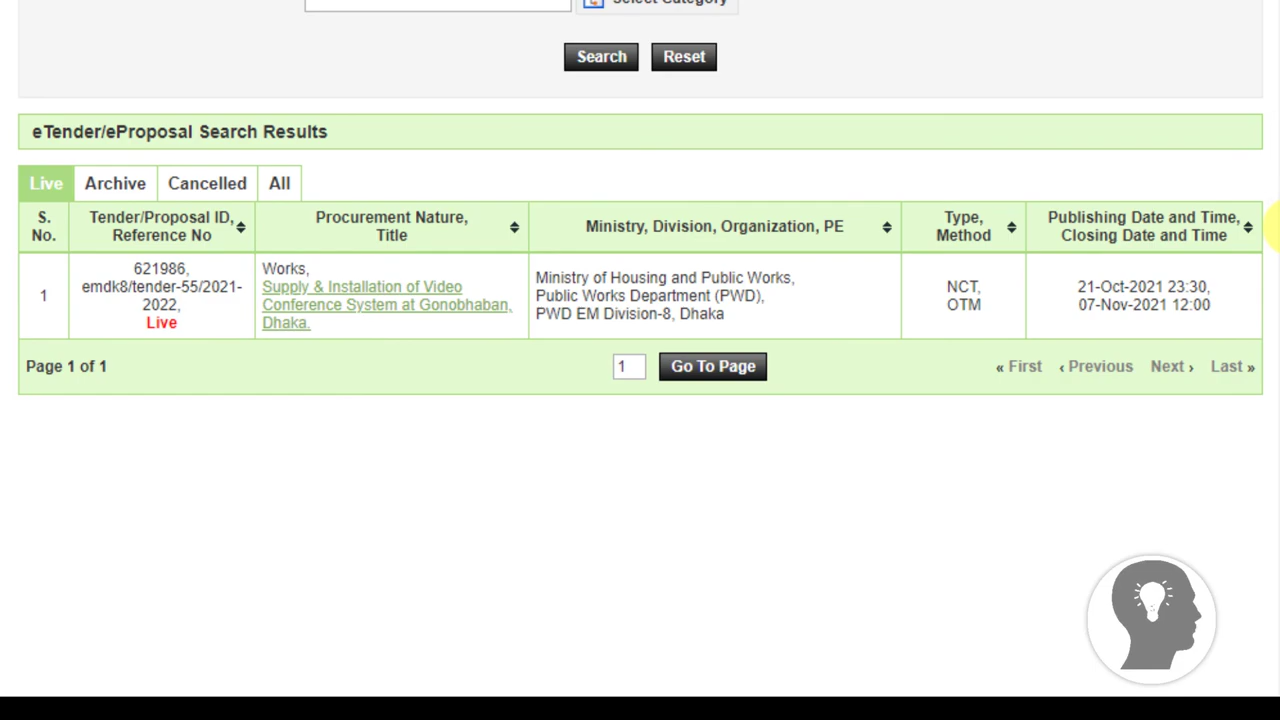 Select Category
Search Reset
eTender/eProposal Search Results
Live Archive Cancelled All
S. No.
Tender/Proposal ID,
Reference No
Procurement Nature,
Title
Ministry, Division, Organization, PE
Type,
Method
Publishing Date and Time,
Closing Date and Time
1
621986,
emdk8/tender-55/2021-
2022,
Live
Works,
Supply & Installation of Video
Conference System at Gonobhaban,
Dhaka.
Ministry of Housing and Public Works,
Public Works Department (PWD),
PWD EM Division-8, Dhaka
NCT,
OTM
21-Oct-2021 23:30,
07-Nov-2021 12:00
Page 1 of 1 1 Go To Page « First ‹ Previous Next › Last »